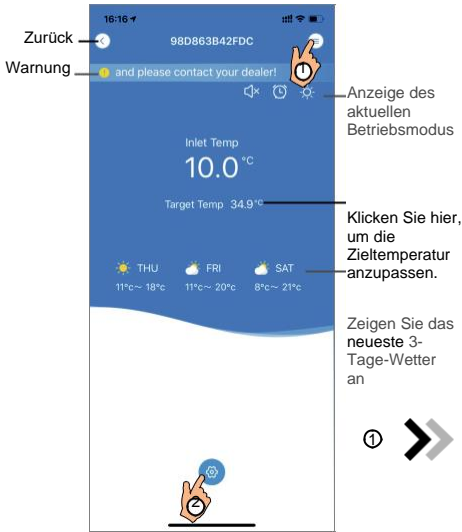 16:16
Zurück
98D863B42FDC
①
Warnung
and please contact your dealer!
Anzeige des
aktuellen
Betriebsmodus
Inlet Temp
10.0°C
Target Temp 34.9°C
Klicken Sie hier,
um die
Zieltemperatur
anzupassen.
THU FRI SAT
11°c~ 18°c 11°c~ 20°c 8°c~ 21°c
Zeigen Sie das
neueste 3-
Tage-Wetter
an
①
②